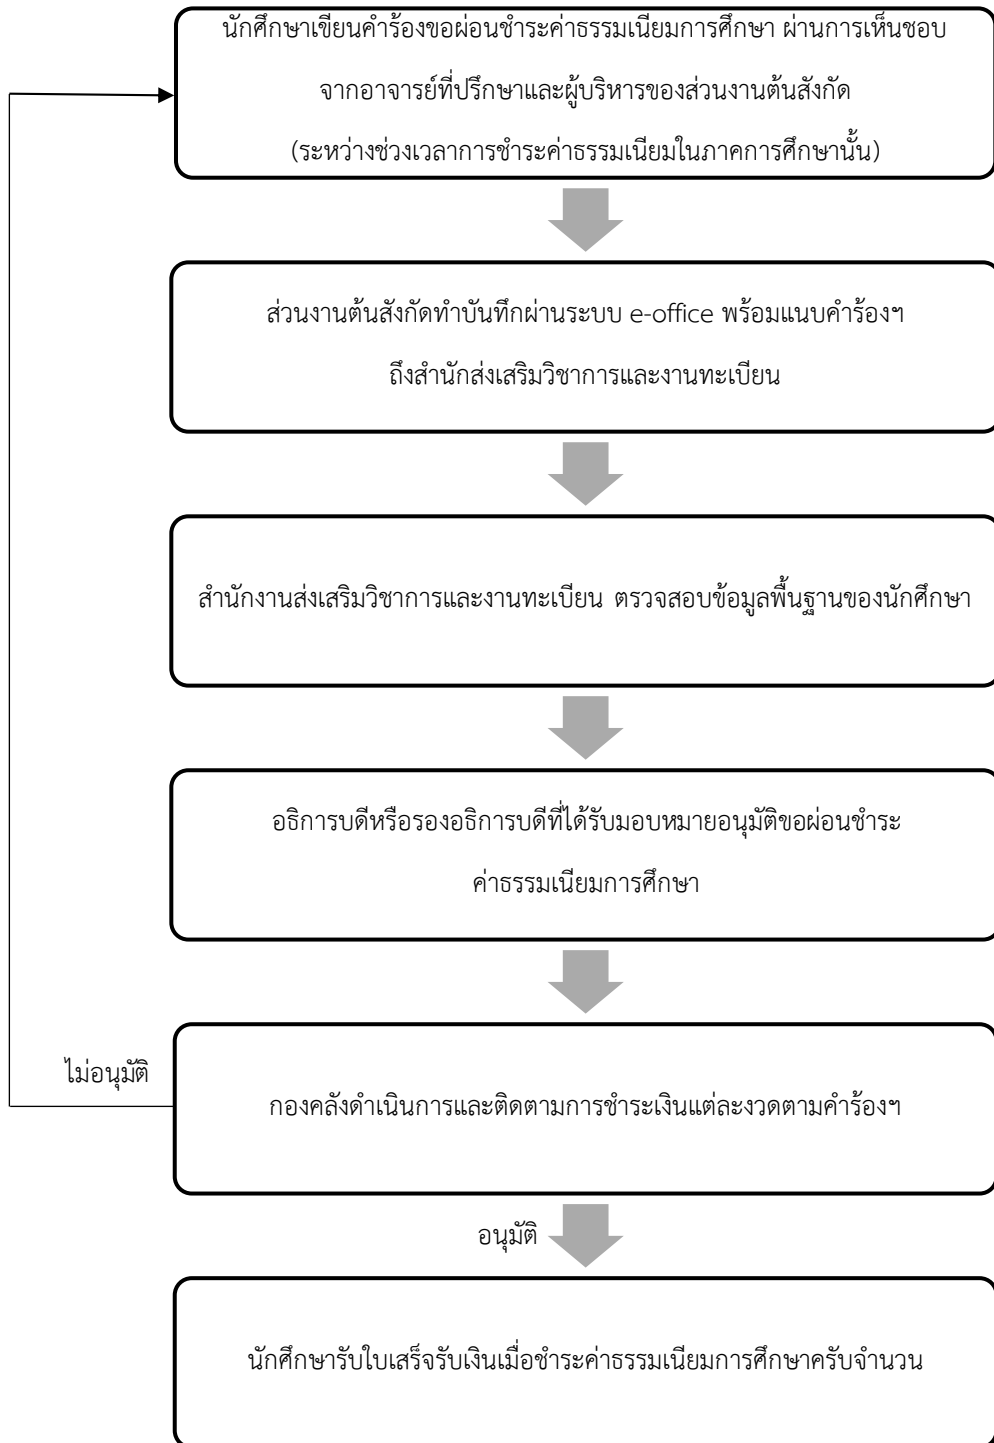 นักศึกษาเขียนคำร้องขอผ่อนชำระค่าธรรมเนียมการศึกษา ผ่านการเห็นชอบ
จากอาจารย์ที่ปรึกษาและผู้บริหารของส่วนงานต้นสังกัด
(ระหว่างช่วงเวลาการชำระค่าธรรมเนียมในภาคการศึกษานั้น)
ส่วนงานต้นสังกัดทำบันทึกผ่านระบบ e-office พร้อมแนบคำร้องฯ
ถึงสำนักส่งเสริมวิชาการและงานทะเบียน
สำนักงานส่งเสริมวิชาการและงานทะเบียน ตรวจสอบข้อมูลพื้นฐานของนักศึกษา
อธิการบดีหรือรองอธิการบดีที่ได้รับมอบหมายอนุมัติขอผ่อนชำระ
ค่าธรรมเนียมการศึกษา
ไม่อนุมัติ
กองคลังดำเนินการและติดตามการชำระเงินแต่ละงวดตามคำร้องฯ
อนุมัติ
นักศึกษารับใบเสร็จรับเงินเมื่อชำระค่าธรรมเนียมการศึกษาครับจำนวน